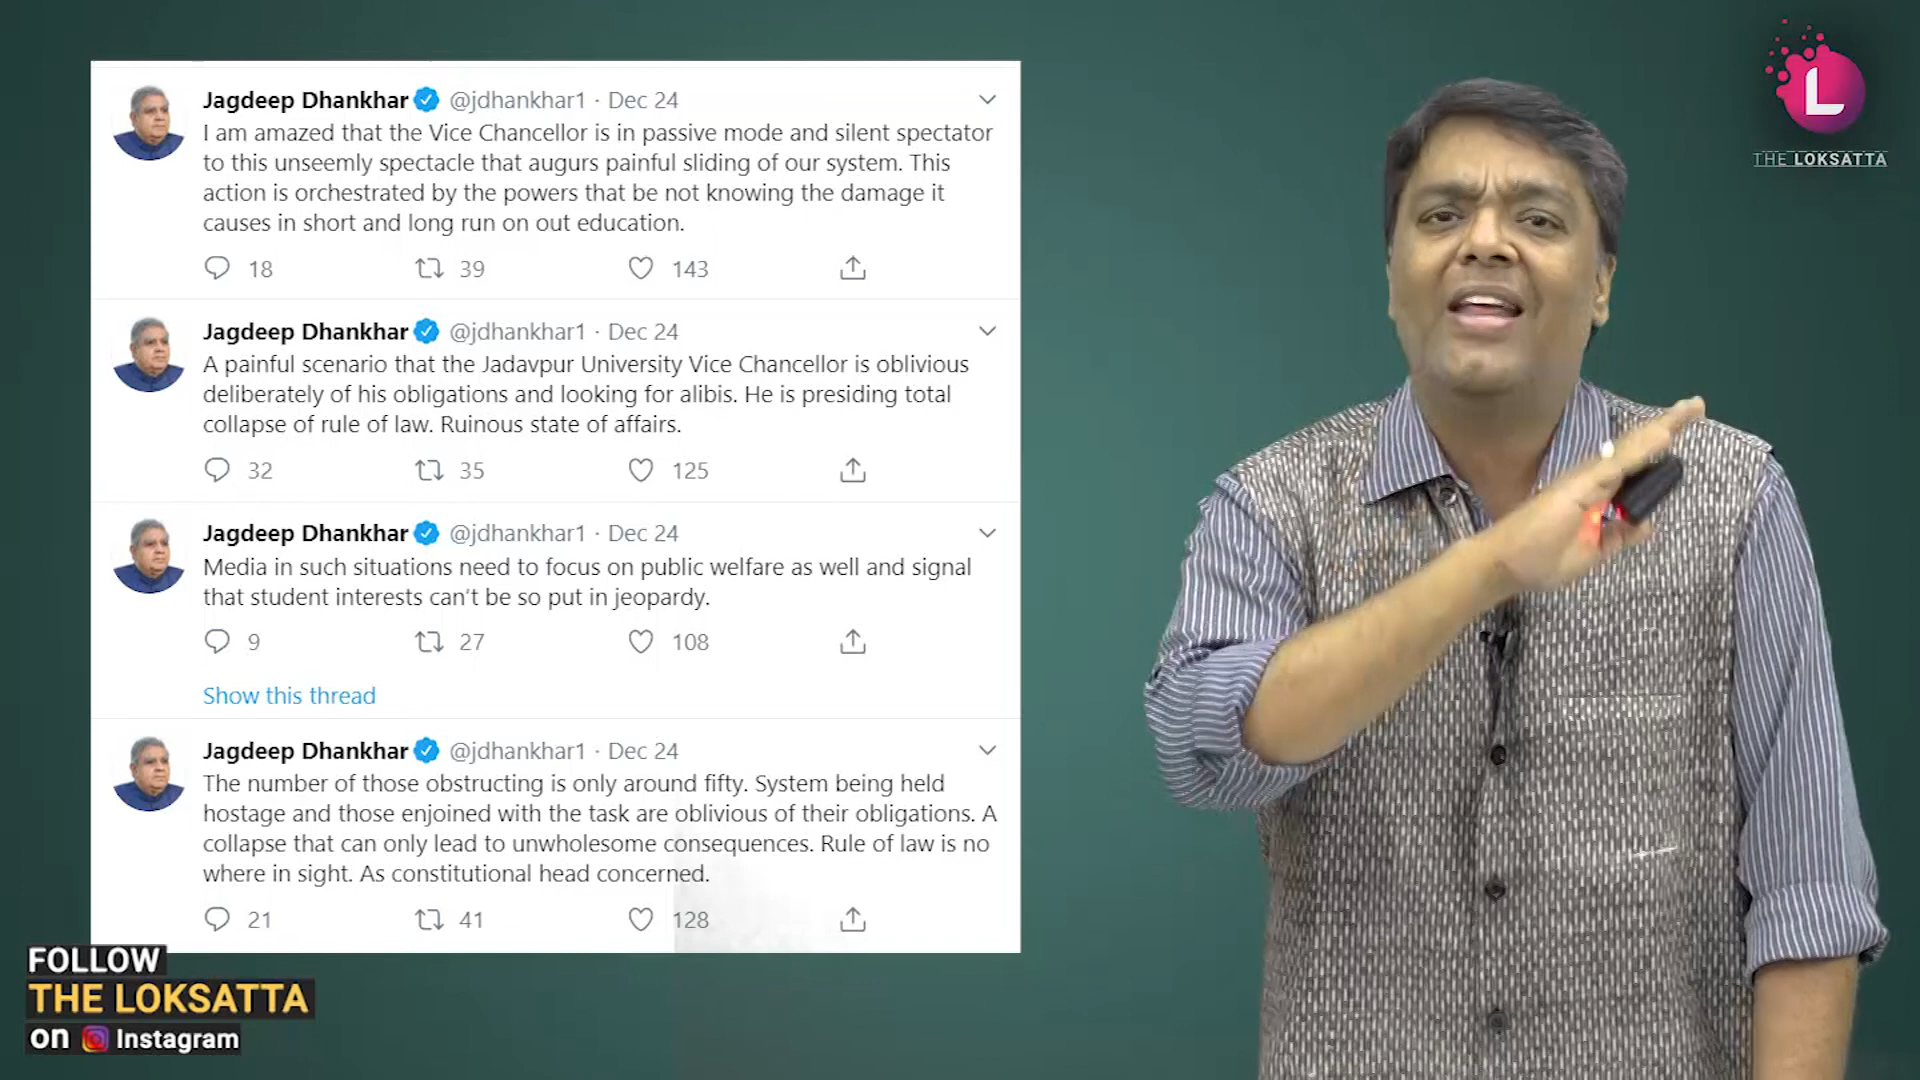 Jagdeep Dhankhar @jdhankhar1 · Dec 24
I am amazed that the Vice Chancellor is in passive mode and silent spectator
to this unseemly spectacle that augurs painful sliding of our system. This
action is orchestrated by the powers that be not knowing the damage it
causes in short and long run on out education.
18 39 143
Jagdeep Dhankhar @jdhankhar1 · Dec 24
A painful scenario that the Jadavpur University Vice Chancellor is oblivious
deliberately of his obligations and looking for alibis. He is presiding total
collapse of rule of law. Ruinous state of affairs.
32 35 125
Jagdeep Dhankhar @jdhankhar1 · Dec 24
Media in such situations need to focus on public welfare as well and signal
that student interests can't be so put in jeopardy.
9 27 108
Show this thread
Jagdeep Dhankhar @jdhankhar1 · Dec 24
The number of those obstructing is only around fifty. System being held
hostage and those enjoined with the task are oblivious of their obligations. A
collapse that can only lead to unwholesome consequences. Rule of law is no
where in sight. As constitutional head concerned.
21 41 128
L
THE LOKSATTA
FOLLOW
THE LOKSATTA
on Instagram